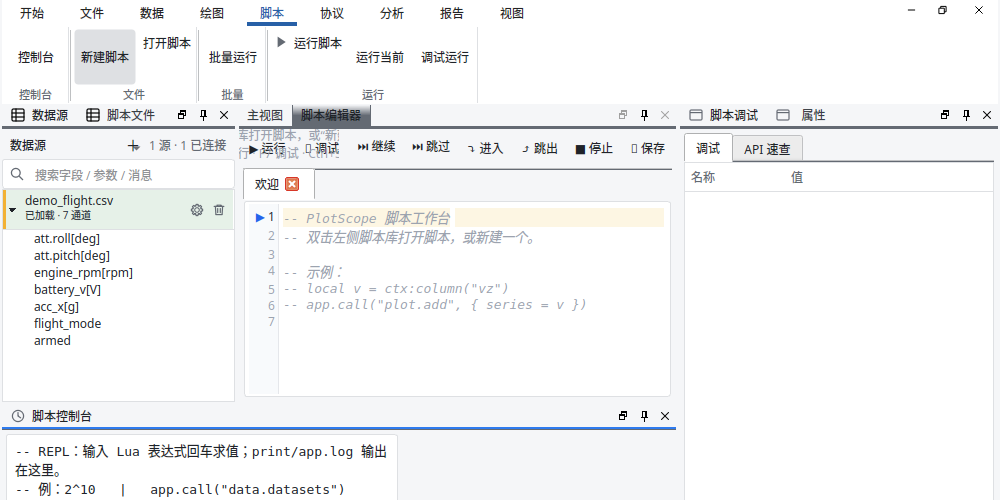 开始 文件 数据 绘图 脚本 协议 分析 报告 视图
控制台 新建脚本 打开脚本 批量运行 运行脚本 运行当前 调试运行
控制台 文件 批量 运行
数据源 脚本文件 主视图 脚本编辑器 脚本调试 属性
数据源 1 源 · 1 已连接
搜索字段 / 参数 / 消息
demo_flight.csv
已加载 · 7 通道
att.roll[deg]
att.pitch[deg]
engine_rpm[rpm]
battery_v[V]
acc_x[g]
flight_mode
armed
库打开脚本，或"新
运行 调试 继续 跳过 进入 跳出 停止 保存
欢迎
1 -- PlotScope 脚本工作台
2 -- 双击左侧脚本库打开脚本，或新建一个。
3
4 -- 示例：
5 -- local v = ctx:column("vz")
6 -- app.call("plot.add", { series = v })
7
调试 API 速查
名称 值
脚本控制台
-- REPL：输入 Lua 表达式回车求值；print/app.log 输出
在这里。
-- 例：2^10 | app.call("data.datasets")